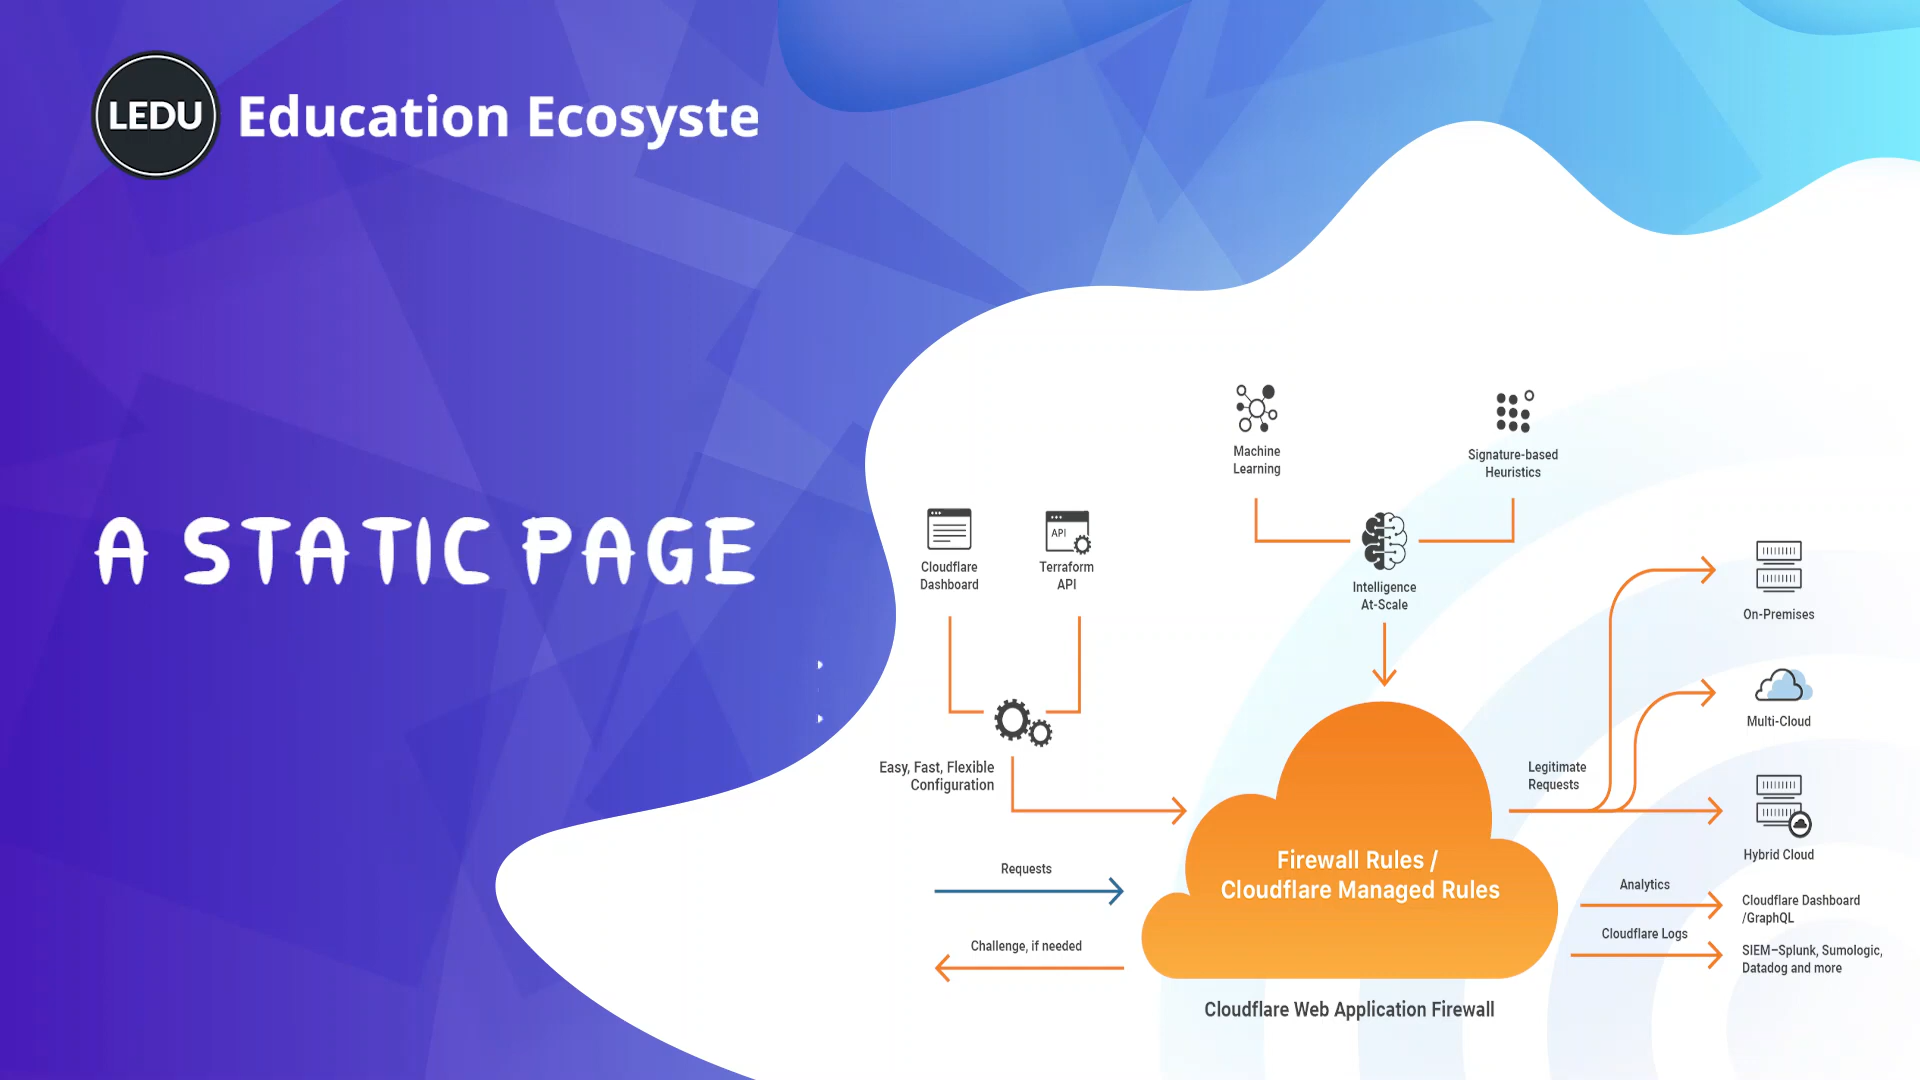 LEDU
Education Ecosyste
A STATIC PAGE
Machine
Learning
Signature-based
Heuristics
Cloudflare
Dashboard
API
Terraform
API
Intelligence
At-Scale
On-Premises
Multi-Cloud
Easy, Fast, Flexible
Configuration
Legitimate
Requests
Hybrid Cloud
Firewall Rules /
Cloudflare Managed Rules
Requests
Challenge, if needed
Analytics
Cloudflare Dashboard
/GraphQL
Cloudflare Logs
SIEM–Splunk, Sumologic,
Datadog and more
Cloudflare Web Application Firewall